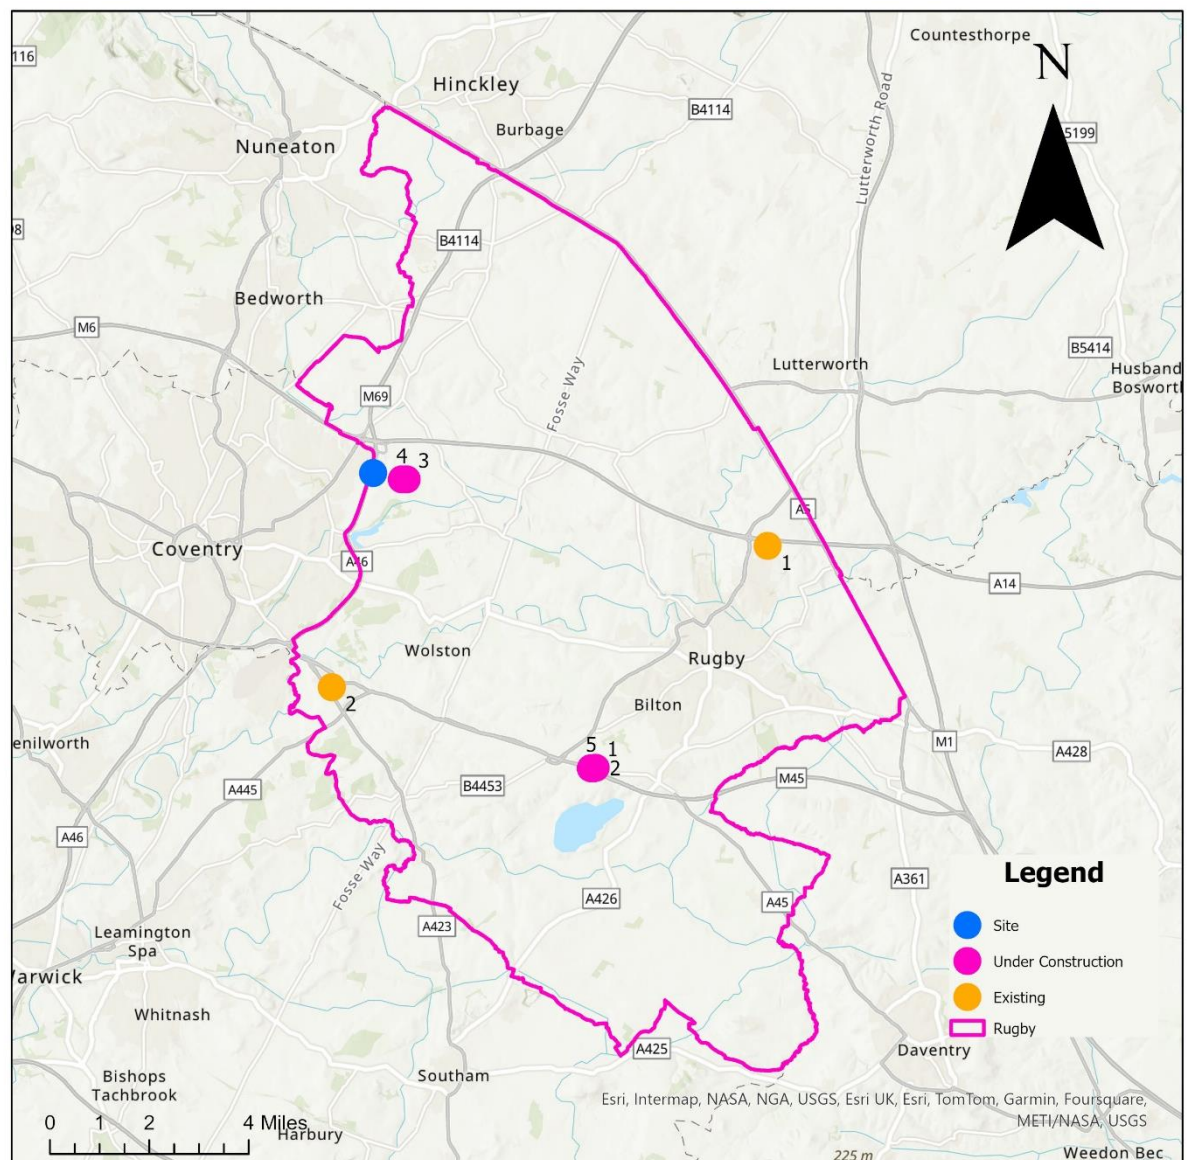 Countesthorpe
N
116
Hinckley
B4114
Lutterworth Road
5199
Burbage
Nuneaton
B4114
Bedworth
M6
Lutterworth
B5414
Husband
Bosworth
Fosse Way
M69
4
3
A5
Coventry
A46
1
A14
Wolston
Rugby
2
Bilton
enilworth
5
1
2
M1
A428
A445
B4453
M45
A46
Fosse Way
A426
A45
A361
A423
Leamington
Spa
Warwick
Whitnash
A425
Daventry
Southam
Bishops
Tachbrook
Harbury
Legend
Site
Under Construction
Existing
Rugby
0 1 2 4 Miles
Esri, Intermap, NASA, NGA, USGS, Esri UK, Esri, TomTom, Garmin, Foursquare,
METI/NASA, USGS
225 m
Weedon Bec